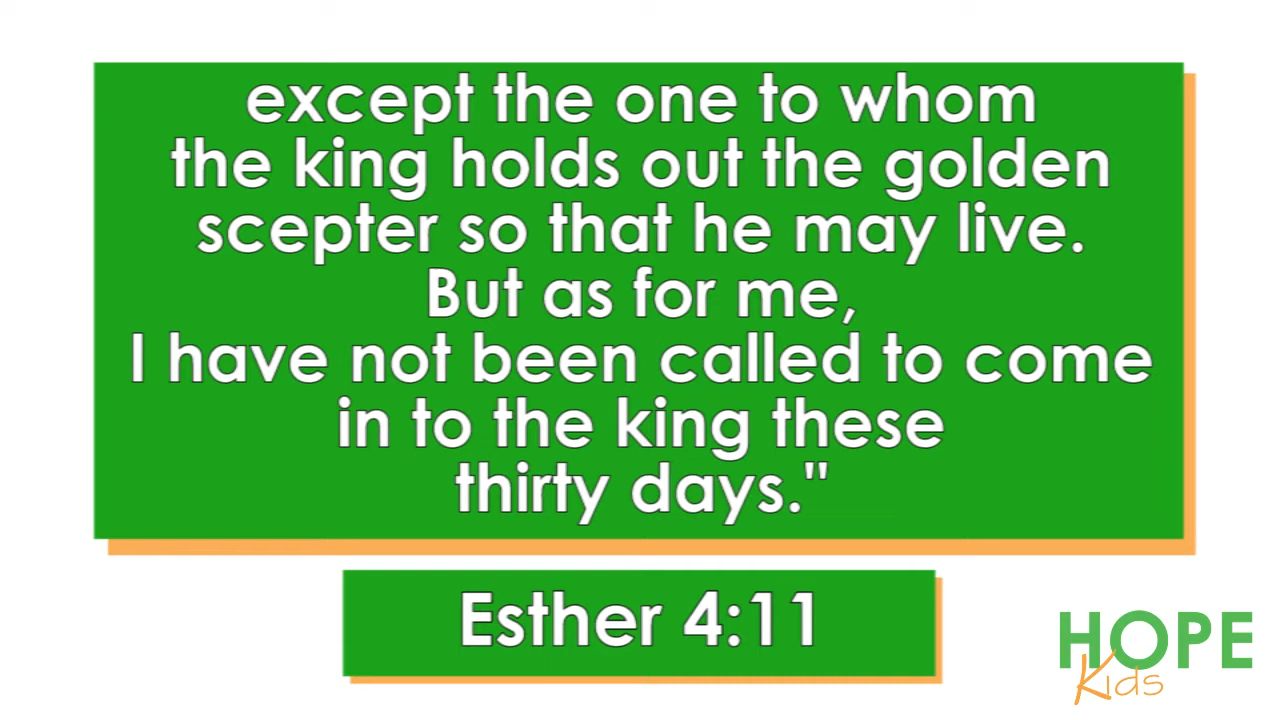 except the one to whom
the king holds out the golden
scepter so that he may live.
But as for me,
I have not been called to come
in to the king these
thirty days."
Esther 4:11
HOPE
Kids